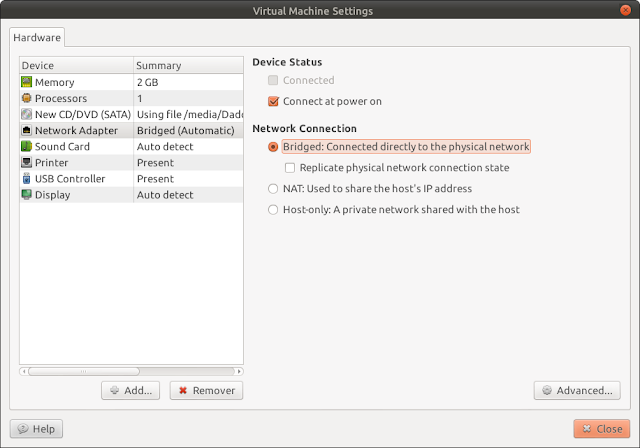 Virtual Machine Settings
Hardware
Device Summary
Memory 2 GB
Processors 1
New CD/DVD (SATA) Using file /media/Dado
Network Adapter Bridged (Automatic)
Sound Card Auto detect
Printer Present
USB Controller Present
Display Auto detect
Add... Remover
Device Status
Connected
Connect at power on
Network Connection
Bridged: Connected directly to the physical network
Replicate physical network connection state
NAT: Used to share the host's IP address
Host-only: A private network shared with the host
Advanced...
Help Close